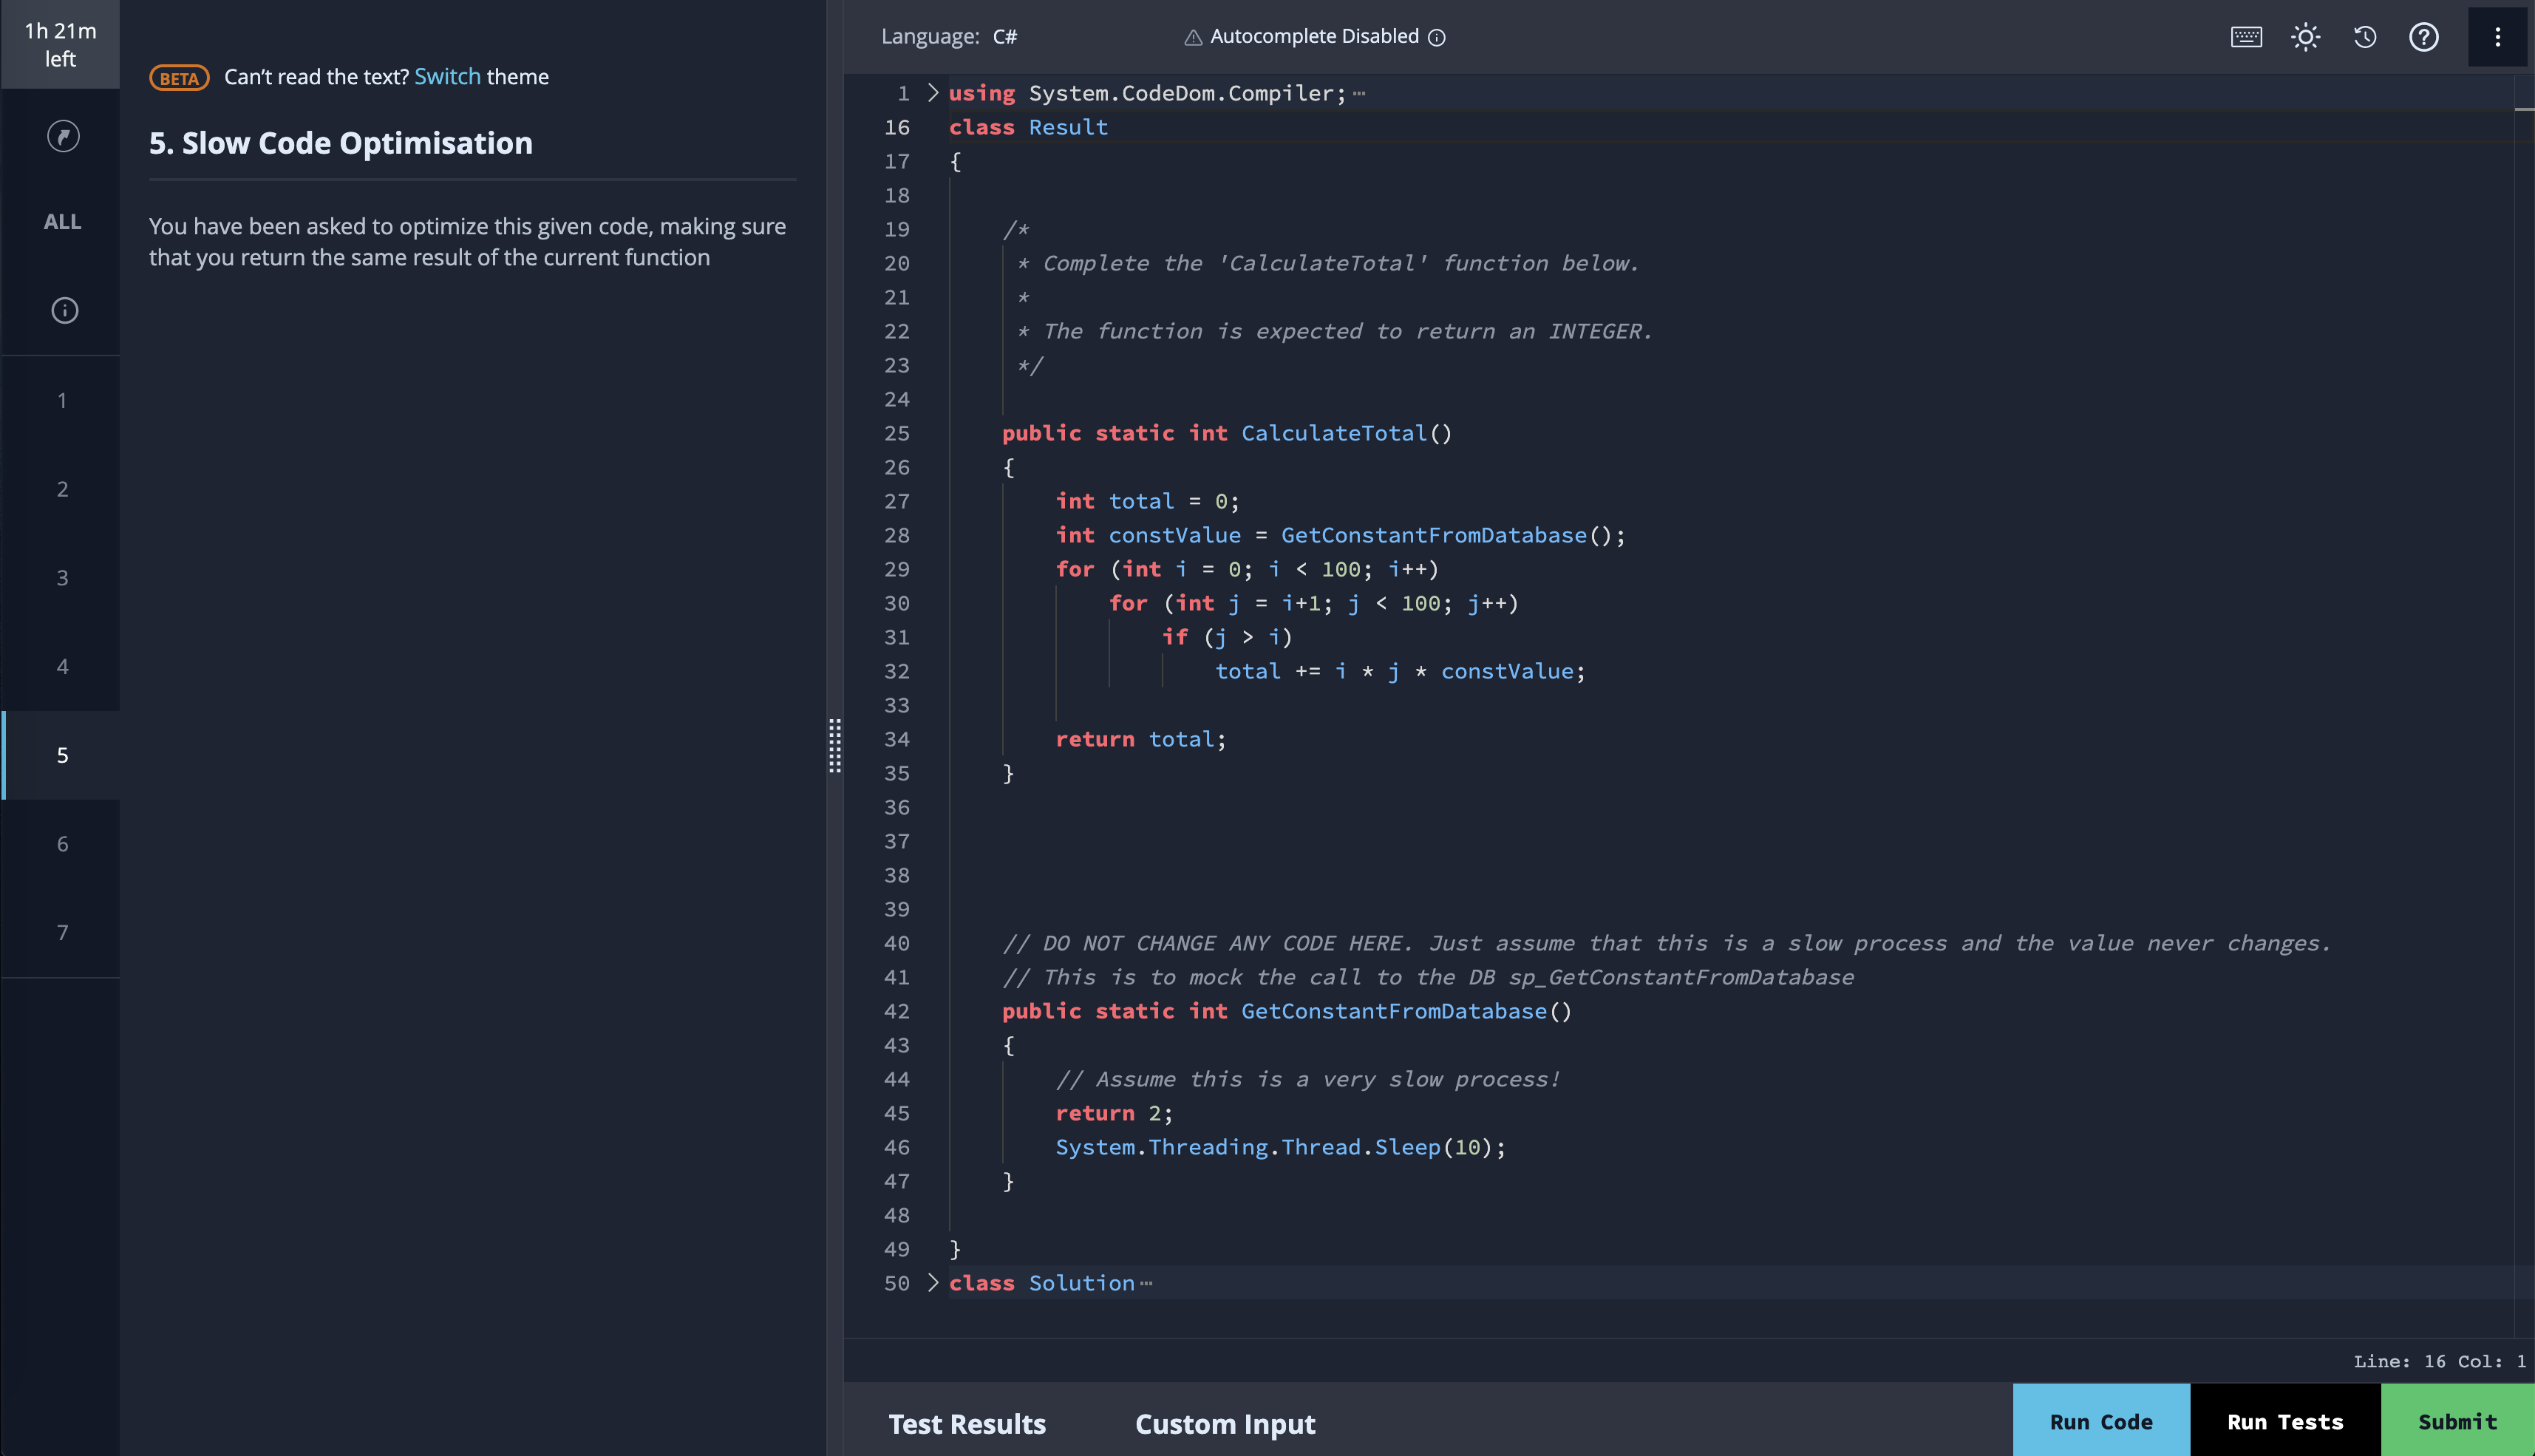 1h 21m
left
ALL
1
2
3
4
5
6
7
BETA Can't read the text? Switch theme
5. Slow Code Optimisation
You have been asked to optimize this given code, making sure
that you return the same result of the current function
Language: C#
Autocomplete Disabled
1 using System.CodeDom.Compiler;
16 class Result
17 {
18
19 /*
20 * Complete the 'CalculateTotal' function below.
21 *
22 * The function is expected to return an INTEGER.
23 */
24
25 public static int CalculateTotal()
26 {
27 int total = 0;
28 int constValue = GetConstantFromDatabase();
29 for (int i = 0; i < 100; i++)
30 for (int j = i+1; j < 100; j++)
31 if (j > i)
32 total += i * j * constValue;
33
34 return total;
35 }
36
37
38
39
40 // DO NOT CHANGE ANY CODE HERE. Just assume that this is a slow process and the value never changes.
41 // This is to mock the call to the DB sp_GetConstantFromDatabase
42 public static int GetConstantFromDatabase()
43 {
44 // Assume this is a very slow process!
45 return 2;
46 System.Threading.Thread.Sleep(10);
47 }
48
49 }
50 class Solution
Line: 16 Col: 1
Test Results
Custom Input
Run Code
Run Tests
Submit